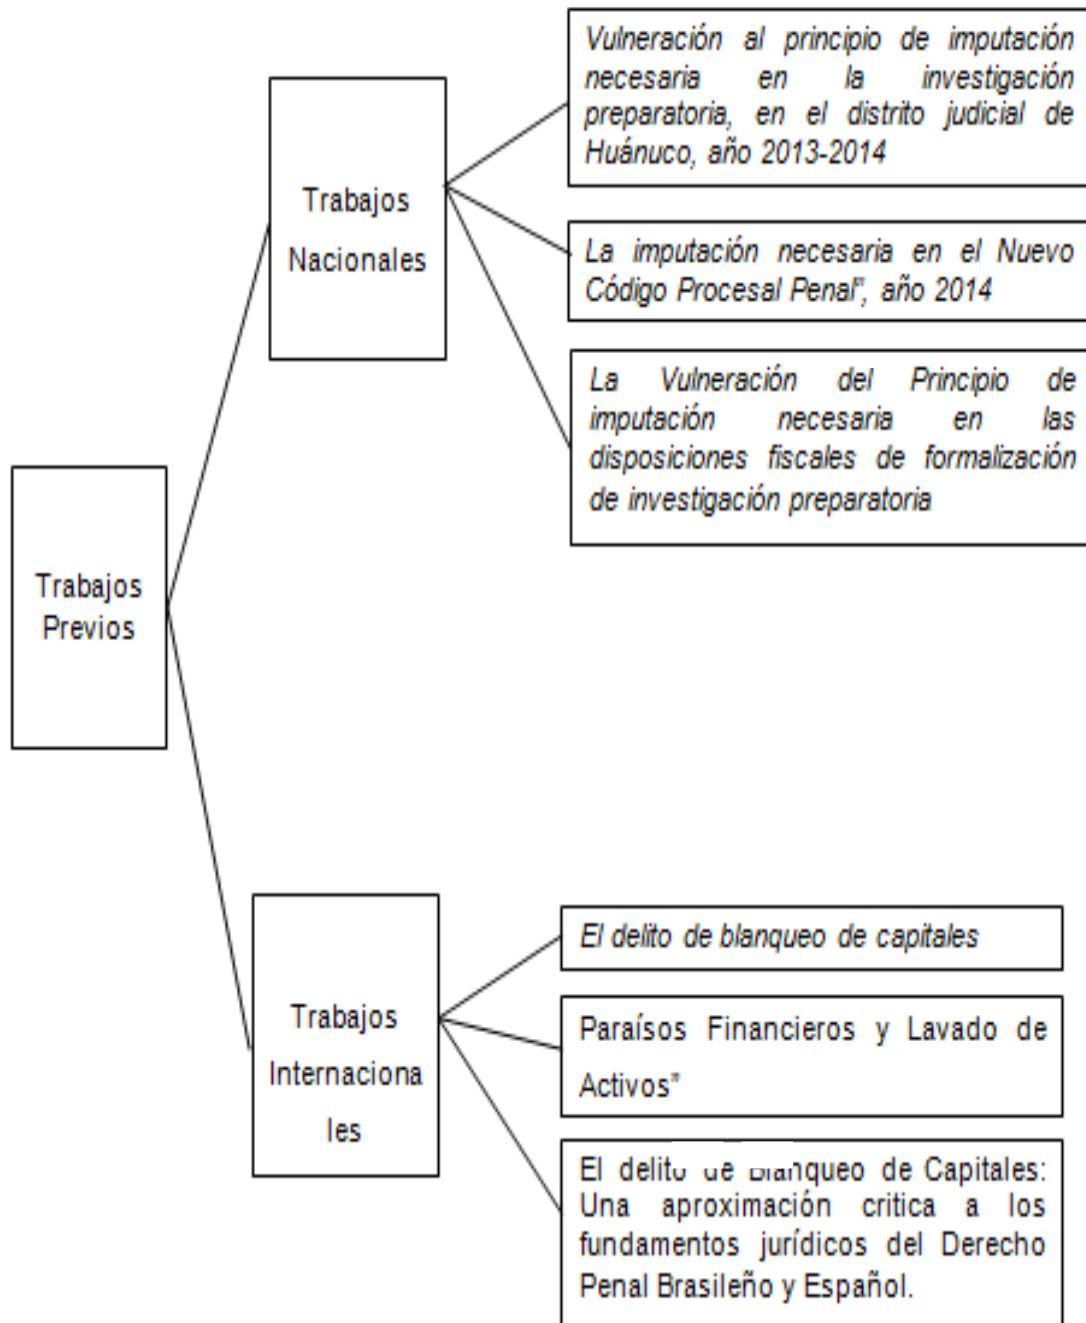 Vulneración al principio de imputación
necesaria en la investigación
preparatoria, en el distrito judicial de
Huánuco, año 2013-2014
Trabajos
Nacionales
La imputación necesaria en el Nuevo
Código Procesal Penal", año 2014
La Vulneración del Principio de
imputación necesaria en las
disposiciones fiscales de formalización
de investigación preparatoria
Trabajos
Previos
Trabajos
Internaciona
les
El delito de blanqueo de capitales
Paraísos Financieros y Lavado de
Activos"
El delito de Blanqueo de Capitales:
Una aproximación critica a los
fundamentos jurídicos del Derecho
Penal Brasileño y Español.